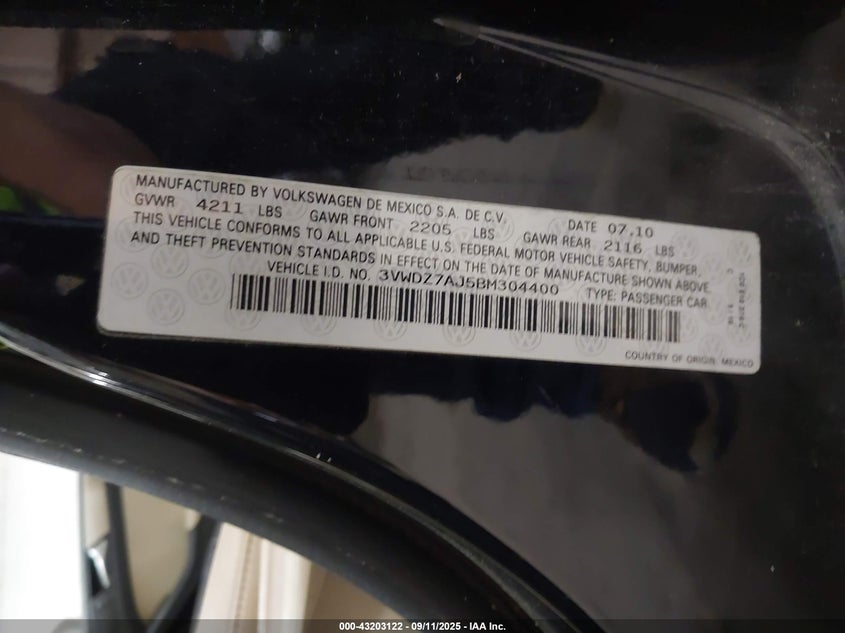 MANUFACTURED BY VOLKSWAGEN DE MEXICO S.A. DE C.V. DATE 07.10
GVWR 4211 LBS GAWR FRONT 2205 LBS GAWR REAR 2116 LBS
THIS VEHICLE CONFORMS TO ALL APPLICABLE U.S. FEDERAL MOTOR VEHICLE SAFETY, BUMPER,
AND THEFT PREVENTION STANDARDS IN EFFECT ON THE DATE OF MANUFACTURE SHOWN ABOVE.
VEHICLE I.D. NO. 3VWDZ7AJ5BM304400 TYPE: PASSENGER CAR
COUNTRY OF ORIGIN: MEXICO
000-43203122 - 09/11/2025 - IAA Inc.